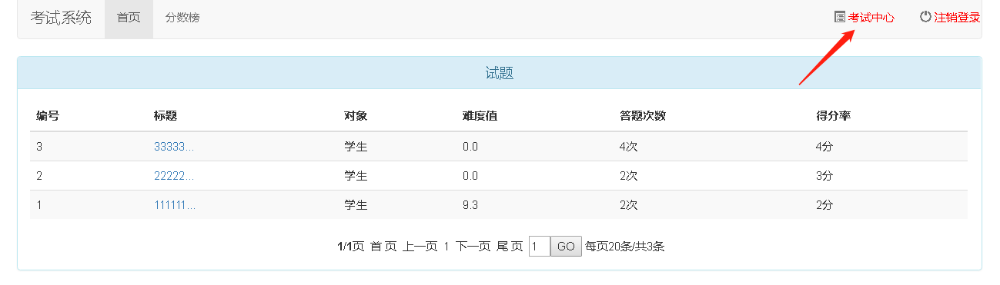 考试系统 首页 分数榜 考试中心 注销登录
试题
编号 标题 对象 难度值 答题次数 得分率
3 33333... 学生 0.0 4次 4分
2 22222... 学生 0.0 2次 3分
1 111111... 学生 9.3 2次 2分
1/1页 首页 上一页 1 下一页 尾页 1 GO 每页20条/共3条